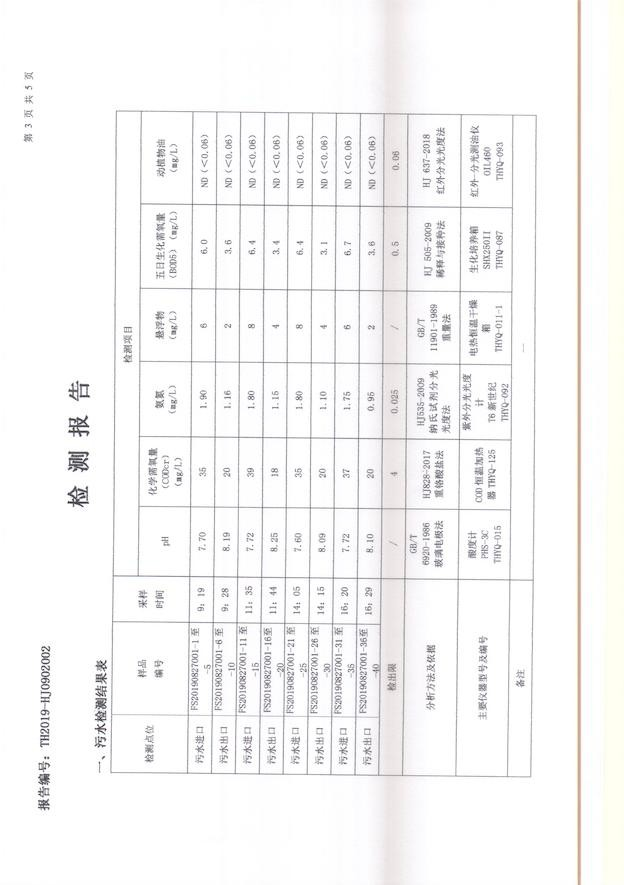 报告编号：TH2019-HJ0902002
第 3 页 共 5 页
检 测 报 告
一、污水检测结果表
检测点位
样品
编号
采样
时间
检测项目
pH
化学需氧量
(CODcr)
(mg/L)
氨氮
(mg/L)
悬浮物
(mg/L)
五日生化需氧量
(BOD5) (mg/L)
动植物油
(mg/L)
污水进口 FS20190827001-1 至 9：19 7.70 35 1.90 6 6.0 ND (<0.06)
-5
污水出口 FS20190827001-6 至 9：28 8.19 20 1.16 2 3.6 ND (<0.06)
-10
污水进口 FS20190827001-11 至 11：35 7.72 39 1.80 8 6.4 ND (<0.06)
-15
污水出口 FS20190827001-16至 11：44 8.25 18 1.15 4 3.4 ND (<0.06)
-20
污水进口 FS20190827001-21 至 14：05 7.60 35 1.80 8 6.4 ND (<0.06)
-25
污水出口 FS20190827001-26 至 14：15 8.09 20 1.10 4 3.1 ND (<0.06)
-30
污水进口 FS20190827001-31 至 16：20 7.72 37 1.75 6 6.7 ND (<0.06)
-35
污水出口 FS20190827001-36至 16：29 8.10 20 0.95 2 3.6 ND (<0.06)
-40
检出限 / 4 0.025 / 0.5 0.06
分析方法及依据
GB/T
6920-1986
玻璃电极法
HJ828-2017
重铬酸盐法
HJ535-2009
纳氏试剂分光
光度法
GB/T
11901-1989
重量法
HJ 505-2009
稀释与接种法
HJ 637-2018
红外分光光度法
主要仪器型号及编号
酸度计
PHS-3C
THYQ-015
COD 恒温加热
器 THYQ-125
紫外分光光度
计
T6 新世纪
THYQ-092
电热恒温干燥
箱
THYQ-011-1
生化培养箱
SHX250II
THYQ-087
红外-分光测油仪
OIL460
THYQ-093
备注 —